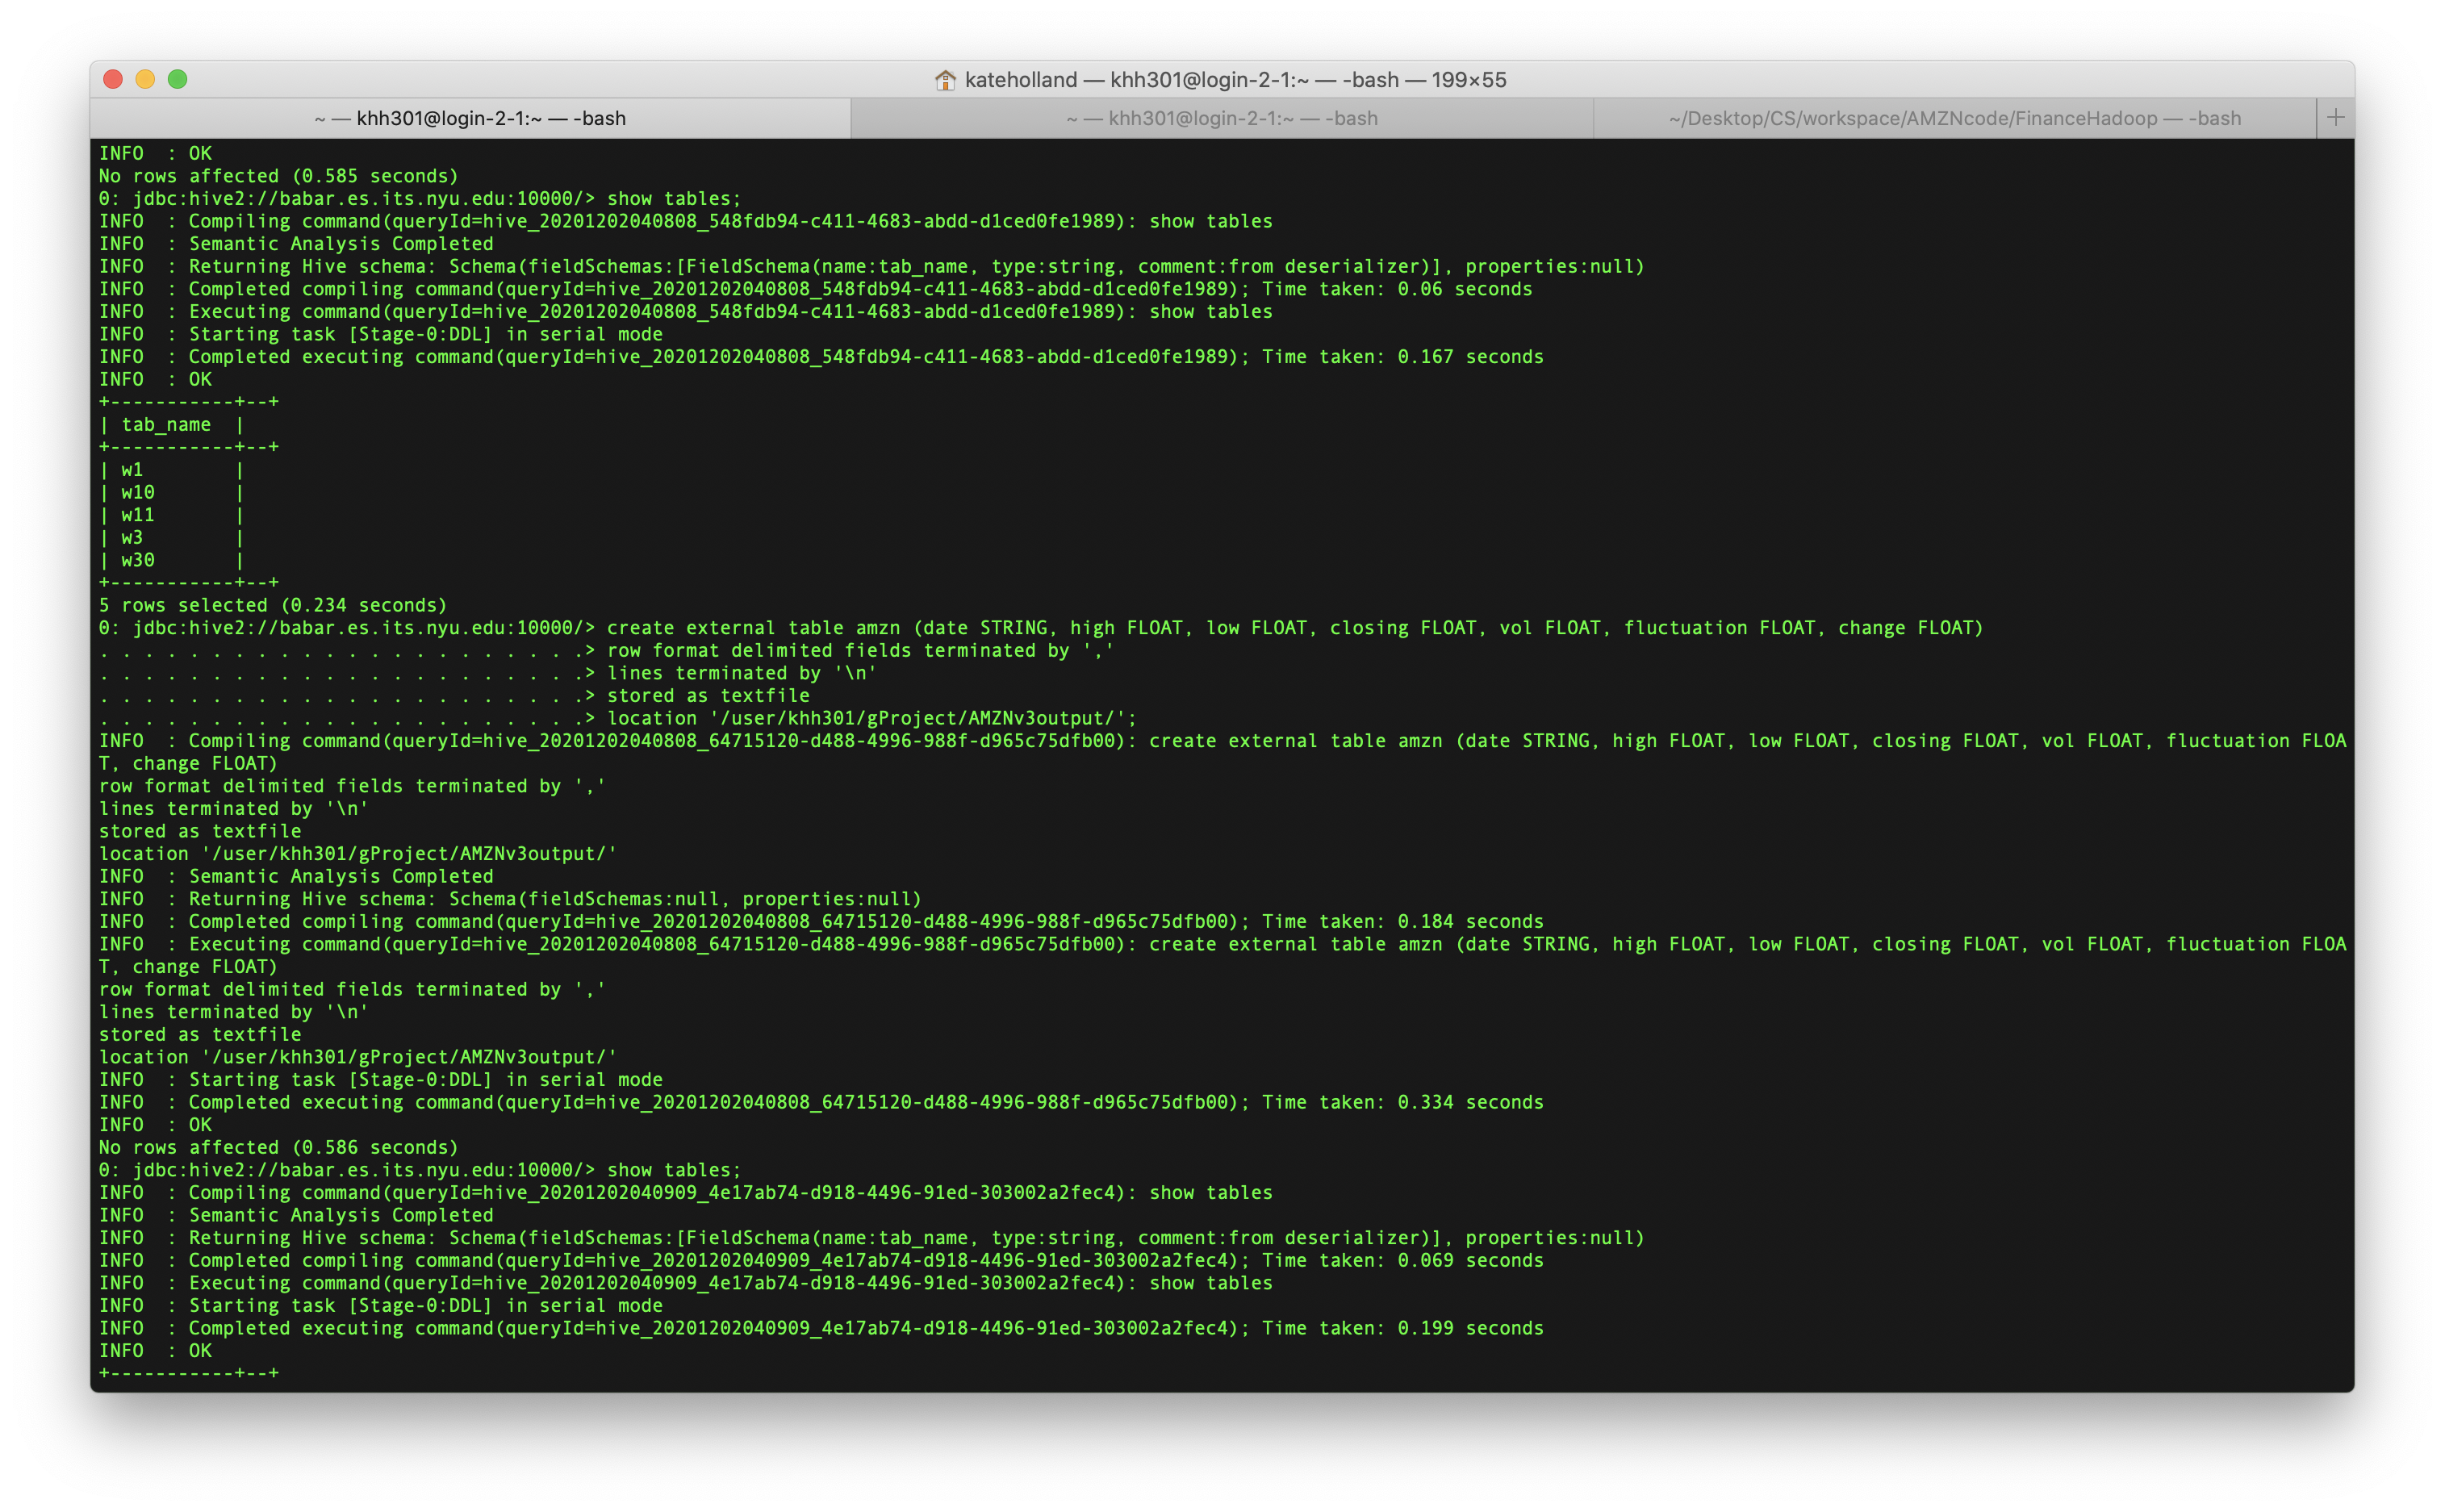 kateholland — khh301@login-2-1:~ — -bash — 199×55
~ — khh301@login-2-1:~ — -bash
~ — khh301@login-2-1:~ — -bash
~/Desktop/CS/workspace/AMZNcode/FinanceHadoop — -bash
+
INFO  : OK
No rows affected (0.585 seconds)
0: jdbc:hive2://babar.es.its.nyu.edu:10000/> show tables;
INFO  : Compiling command(queryId=hive_20201202040808_548fdb94-c411-4683-abdd-d1ced0fe1989): show tables
INFO  : Semantic Analysis Completed
INFO  : Returning Hive schema: Schema(fieldSchemas:[FieldSchema(name:tab_name, type:string, comment:from deserializer)], properties:null)
INFO  : Completed compiling command(queryId=hive_20201202040808_548fdb94-c411-4683-abdd-d1ced0fe1989); Time taken: 0.06 seconds
INFO  : Executing command(queryId=hive_20201202040808_548fdb94-c411-4683-abdd-d1ced0fe1989): show tables
INFO  : Starting task [Stage-0:DDL] in serial mode
INFO  : Completed executing command(queryId=hive_20201202040808_548fdb94-c411-4683-abdd-d1ced0fe1989); Time taken: 0.167 seconds
INFO  : OK
+-----------+--+
| tab_name  |
+-----------+--+
| w1        |
| w10       |
| w11       |
| w3        |
| w30       |
+-----------+--+
5 rows selected (0.234 seconds)
0: jdbc:hive2://babar.es.its.nyu.edu:10000/> create external table amzn (date STRING, high FLOAT, low FLOAT, closing FLOAT, vol FLOAT, fluctuation FLOAT, change FLOAT)
. . . . . . . . . . . . . . . . . . . . . .> row format delimited fields terminated by ','
. . . . . . . . . . . . . . . . . . . . . .> lines terminated by '\n'
. . . . . . . . . . . . . . . . . . . . . .> stored as textfile
. . . . . . . . . . . . . . . . . . . . . .> location '/user/khh301/gProject/AMZNv3output/';
INFO  : Compiling command(queryId=hive_20201202040808_64715120-d488-4996-988f-d965c75dfb00): create external table amzn (date STRING, high FLOAT, low FLOAT, closing FLOAT, vol FLOAT, fluctuation FLOA
T, change FLOAT)
row format delimited fields terminated by ','
lines terminated by '\n'
stored as textfile
location '/user/khh301/gProject/AMZNv3output/'
INFO  : Semantic Analysis Completed
INFO  : Returning Hive schema: Schema(fieldSchemas:null, properties:null)
INFO  : Completed compiling command(queryId=hive_20201202040808_64715120-d488-4996-988f-d965c75dfb00); Time taken: 0.184 seconds
INFO  : Executing command(queryId=hive_20201202040808_64715120-d488-4996-988f-d965c75dfb00): create external table amzn (date STRING, high FLOAT, low FLOAT, closing FLOAT, vol FLOAT, fluctuation FLOA
T, change FLOAT)
row format delimited fields terminated by ','
lines terminated by '\n'
stored as textfile
location '/user/khh301/gProject/AMZNv3output/'
INFO  : Starting task [Stage-0:DDL] in serial mode
INFO  : Completed executing command(queryId=hive_20201202040808_64715120-d488-4996-988f-d965c75dfb00); Time taken: 0.334 seconds
INFO  : OK
No rows affected (0.586 seconds)
0: jdbc:hive2://babar.es.its.nyu.edu:10000/> show tables;
INFO  : Compiling command(queryId=hive_20201202040909_4e17ab74-d918-4496-91ed-303002a2fec4): show tables
INFO  : Semantic Analysis Completed
INFO  : Returning Hive schema: Schema(fieldSchemas:[FieldSchema(name:tab_name, type:string, comment:from deserializer)], properties:null)
INFO  : Completed compiling command(queryId=hive_20201202040909_4e17ab74-d918-4496-91ed-303002a2fec4); Time taken: 0.069 seconds
INFO  : Executing command(queryId=hive_20201202040909_4e17ab74-d918-4496-91ed-303002a2fec4): show tables
INFO  : Starting task [Stage-0:DDL] in serial mode
INFO  : Completed executing command(queryId=hive_20201202040909_4e17ab74-d918-4496-91ed-303002a2fec4); Time taken: 0.199 seconds
INFO  : OK
+-----------+--+